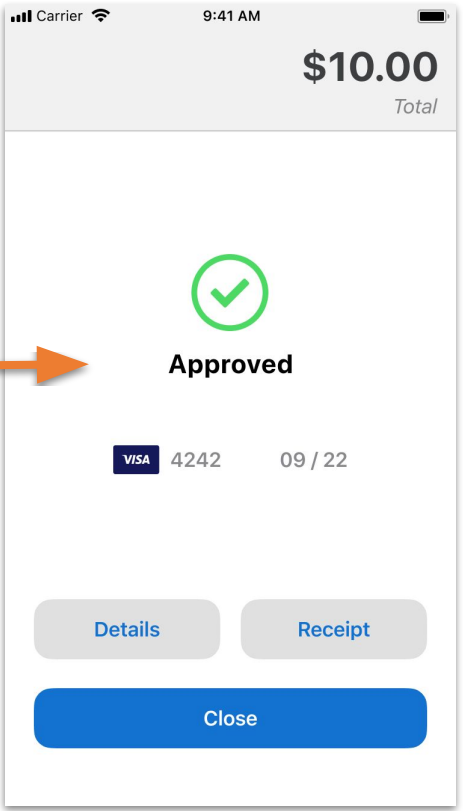 Carrier 9:41 AM
$10.00
Total
Approved
VISA 4242 09 / 22
Details Receipt
Close